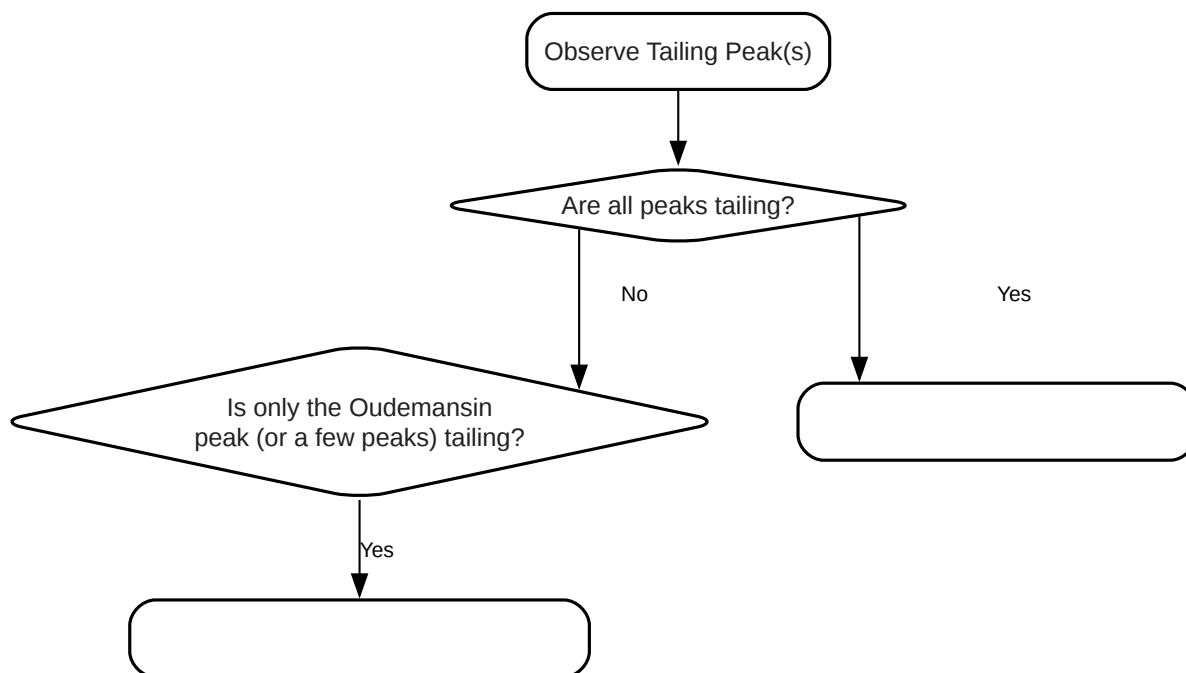 Observe Tailing Peak(s)
Are all peaks tailing?
No
Yes
Is only the Oudemansin
peak (or a few peaks) tailing?
Yes